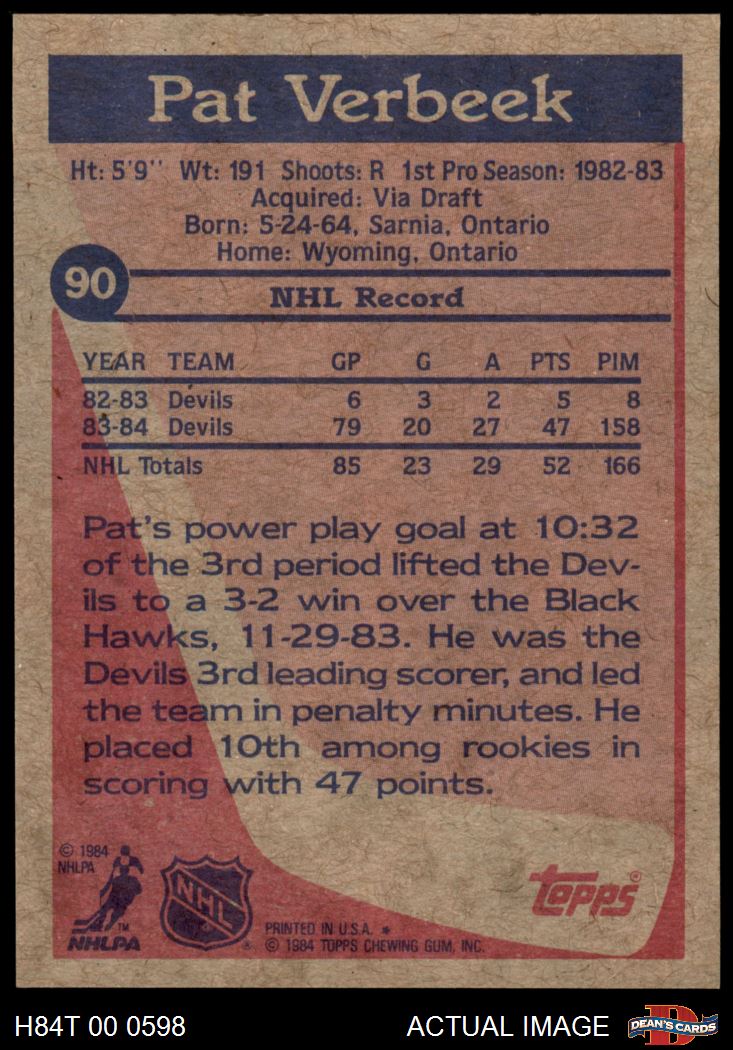 Pat Verbeek
Ht: 5'9'' Wt: 191 Shoots: R 1st Pro Season: 1982-83
Acquired: Via Draft
Born: 5-24-64, Sarnia, Ontario
Home: Wyoming, Ontario
90
NHL Record
YEAR TEAM GP G A PTS PIM
82-83 Devils 6 3 2 5 8
83-84 Devils 79 20 27 47 158
NHL Totals 85 23 29 52 166
Pat's power play goal at 10:32
of the 3rd period lifted the Dev-
ils to a 3-2 win over the Black
Hawks, 11-29-83. He was the
Devils 3rd leading scorer, and led
the team in penalty minutes. He
placed 10th among rookies in
scoring with 47 points.
© 1984
NHLPA
TM
NHLPA
NHL
®
PRINTED IN U.S.A. *
© 1984 TOPPS CHEWING GUM, INC.
topps®
H84T 00 0598
ACTUAL IMAGE
D
DEAN'S CARDS